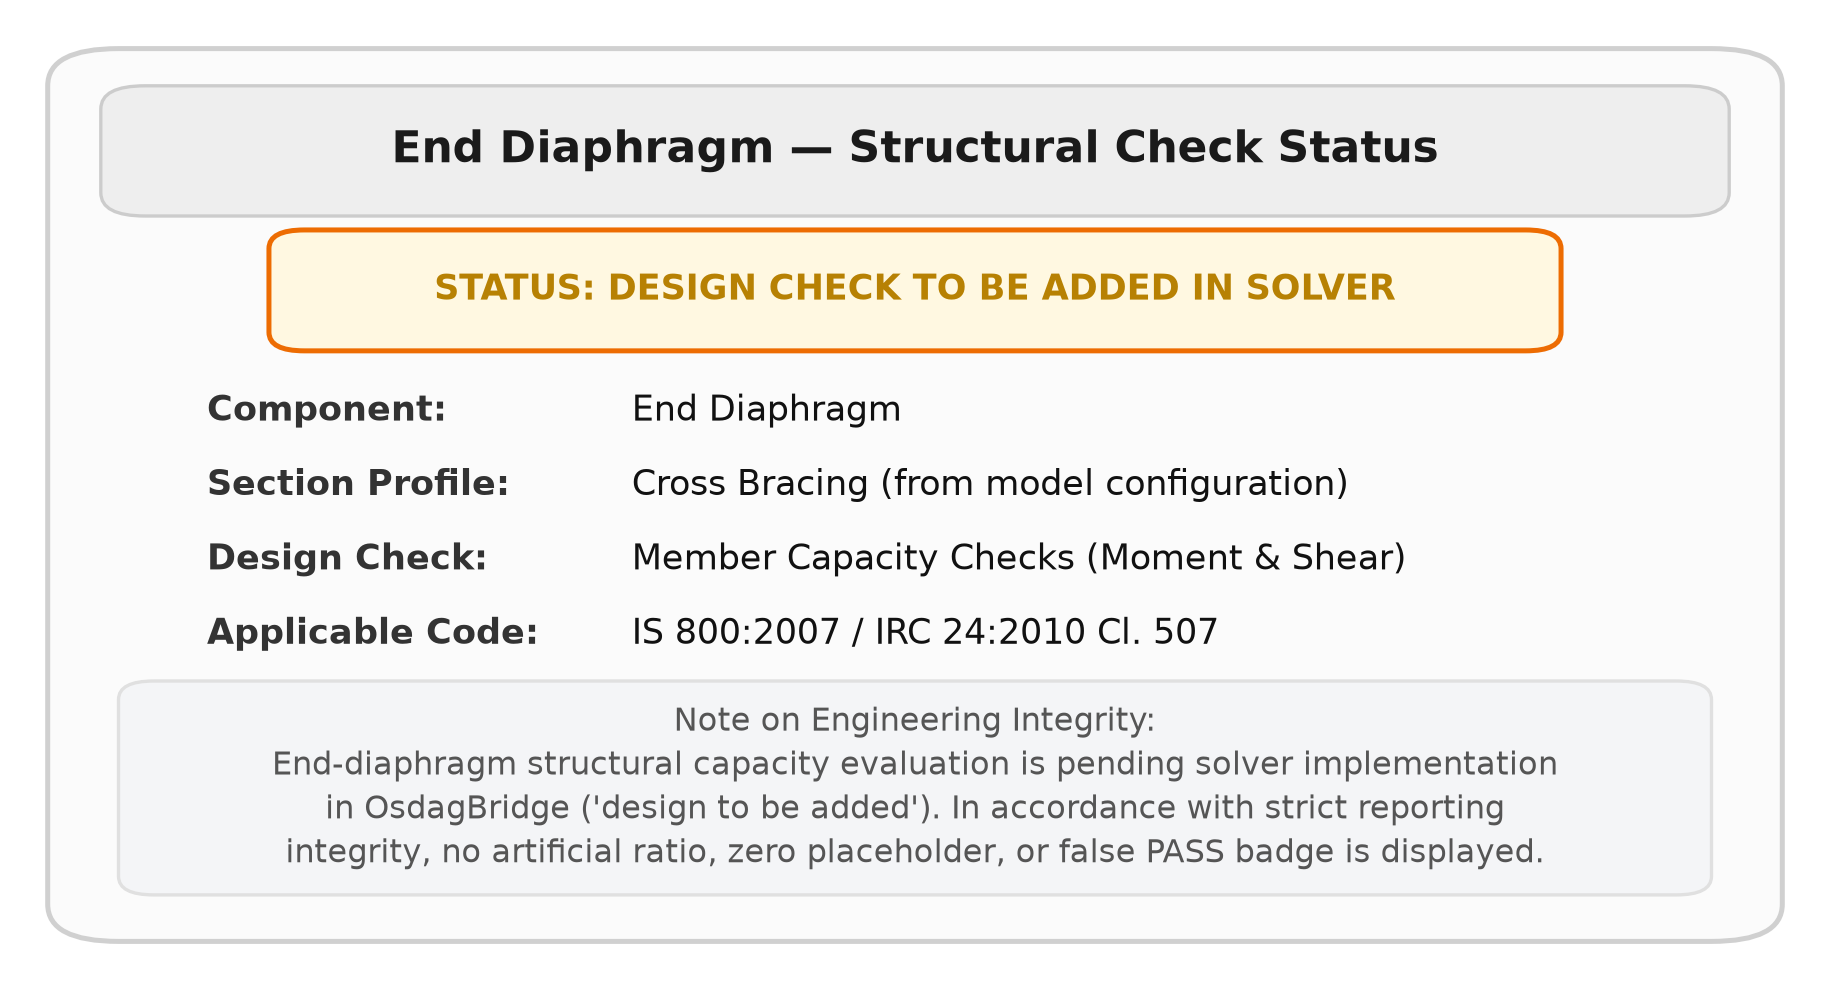 End Diaphragm — Structural Check Status
STATUS: DESIGN CHECK TO BE ADDED IN SOLVER
Component: End Diaphragm
Section Profile: Cross Bracing (from model configuration)
Design Check: Member Capacity Checks (Moment & Shear)
Applicable Code: IS 800:2007 / IRC 24:2010 Cl. 507
Note on Engineering Integrity:
End-diaphragm structural capacity evaluation is pending solver implementation
in OsdagBridge ('design to be added'). In accordance with strict reporting
integrity, no artificial ratio, zero placeholder, or false PASS badge is displayed.